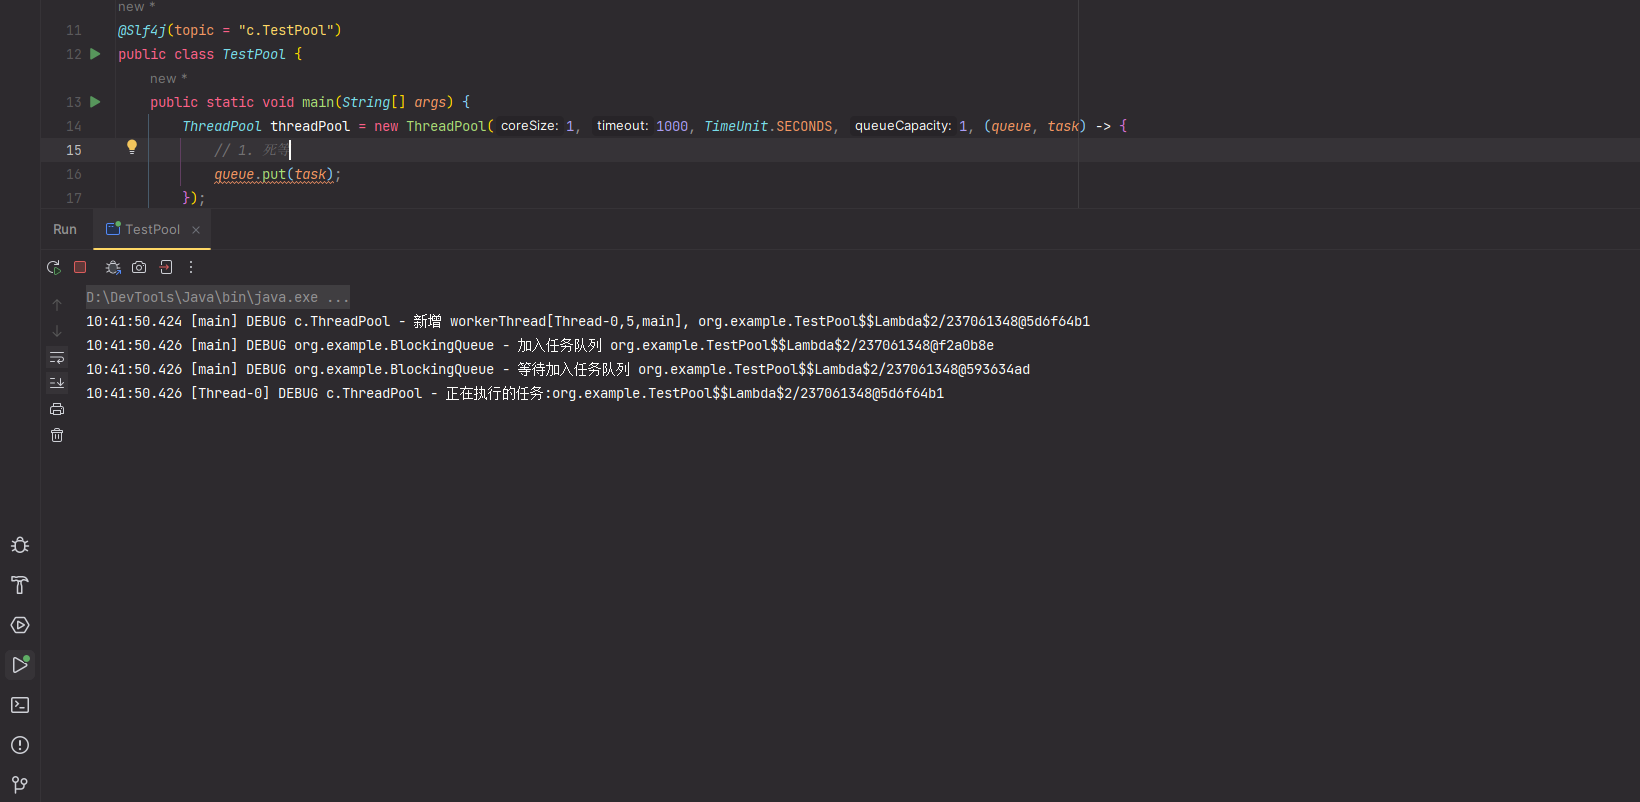 new *
11 @Slf4j(topic = "c.TestPool")
12 public class TestPool {
new *
13 public static void main(String[] args) {
14 ThreadPool threadPool = new ThreadPool( coreSize: 1, timeout: 1000, TimeUnit.SECONDS, queueCapacity: 1, (queue, task) -> {
15 // 1. 死等
16 queue.put(task);
17 });
Run TestPool ×
D:\DevTools\Java\bin\java.exe ...
10:41:50.424 [main] DEBUG c.ThreadPool - 新增 workerThread[Thread-0,5,main], org.example.TestPool$$Lambda$2/237061348@5d6f64b1
10:41:50.426 [main] DEBUG org.example.BlockingQueue - 加入任务队列 org.example.TestPool$$Lambda$2/237061348@f2a0b8e
10:41:50.426 [main] DEBUG org.example.BlockingQueue - 等待加入任务队列 org.example.TestPool$$Lambda$2/237061348@593634ad
10:41:50.426 [Thread-0] DEBUG c.ThreadPool - 正在执行的任务:org.example.TestPool$$Lambda$2/237061348@5d6f64b1